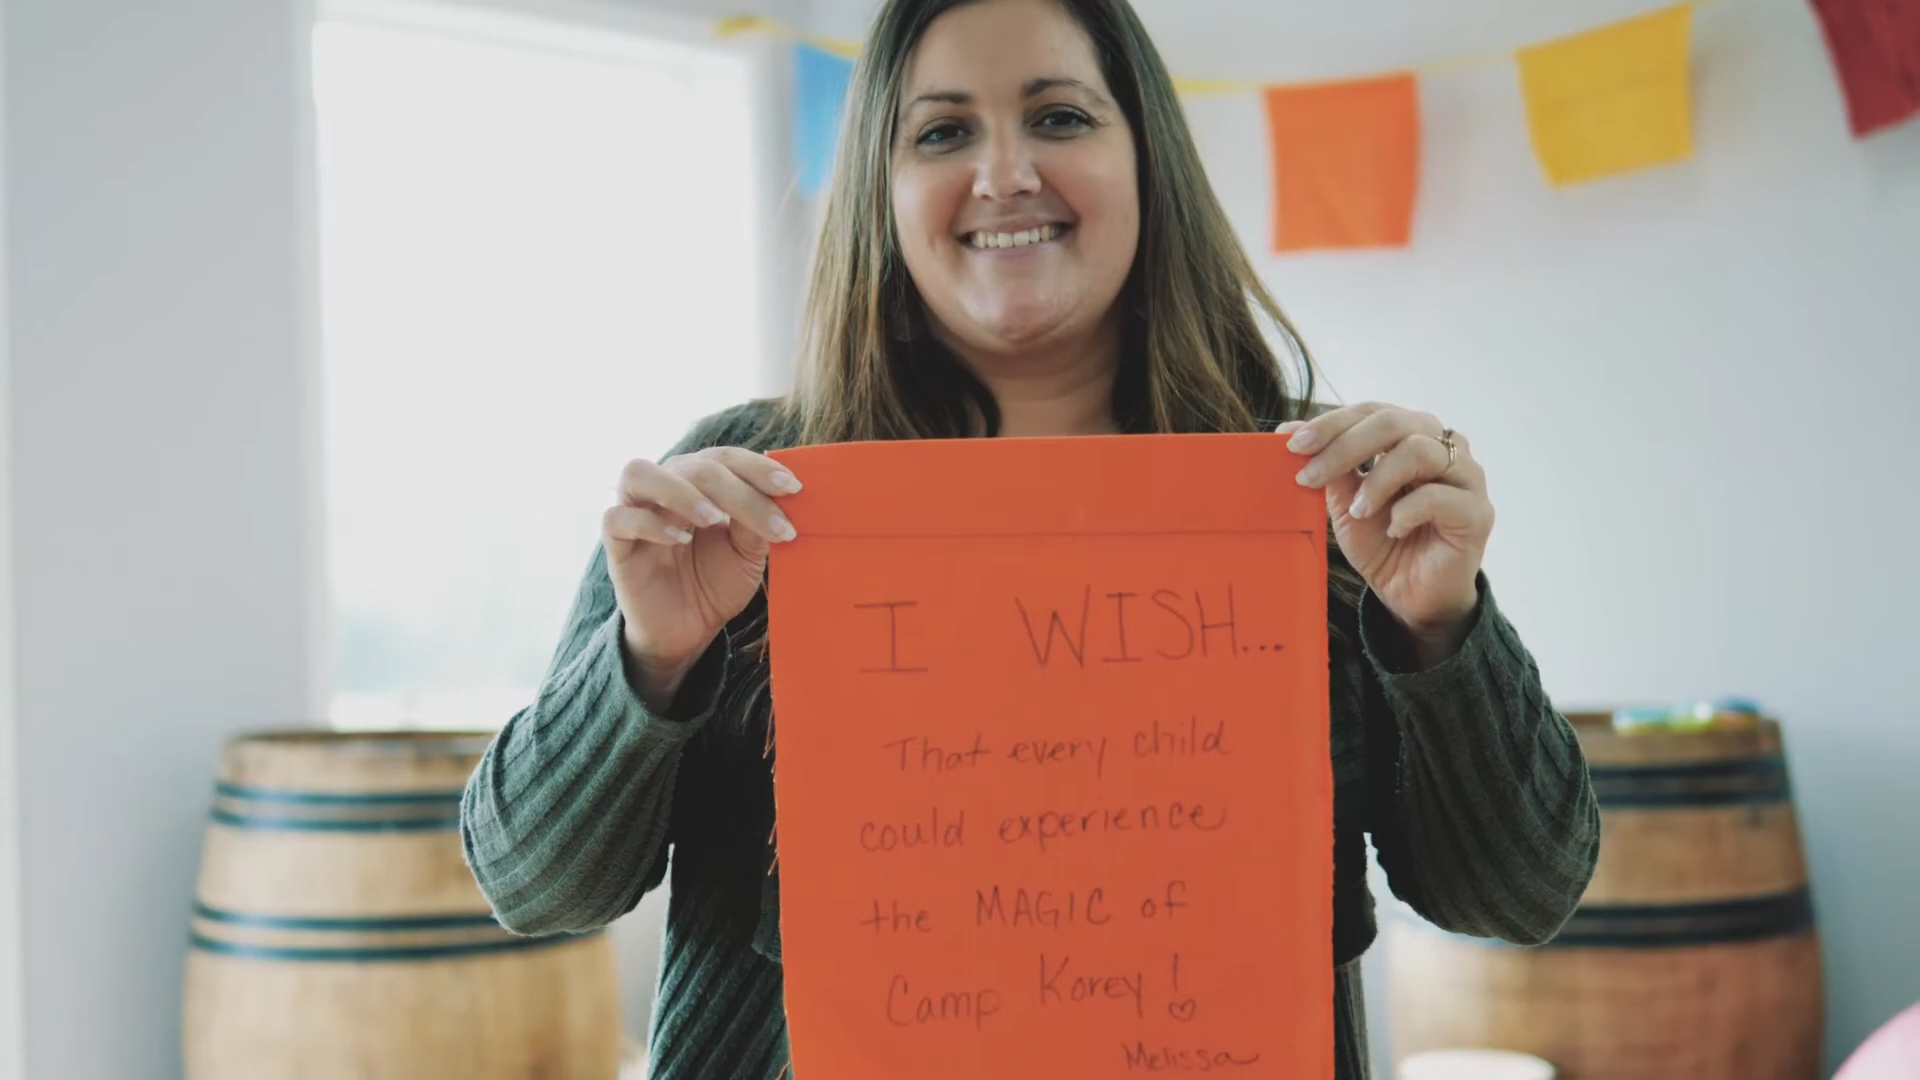 I WISH...
That every child
could experience
the MAGIC of
Camp Korey!
Melissa